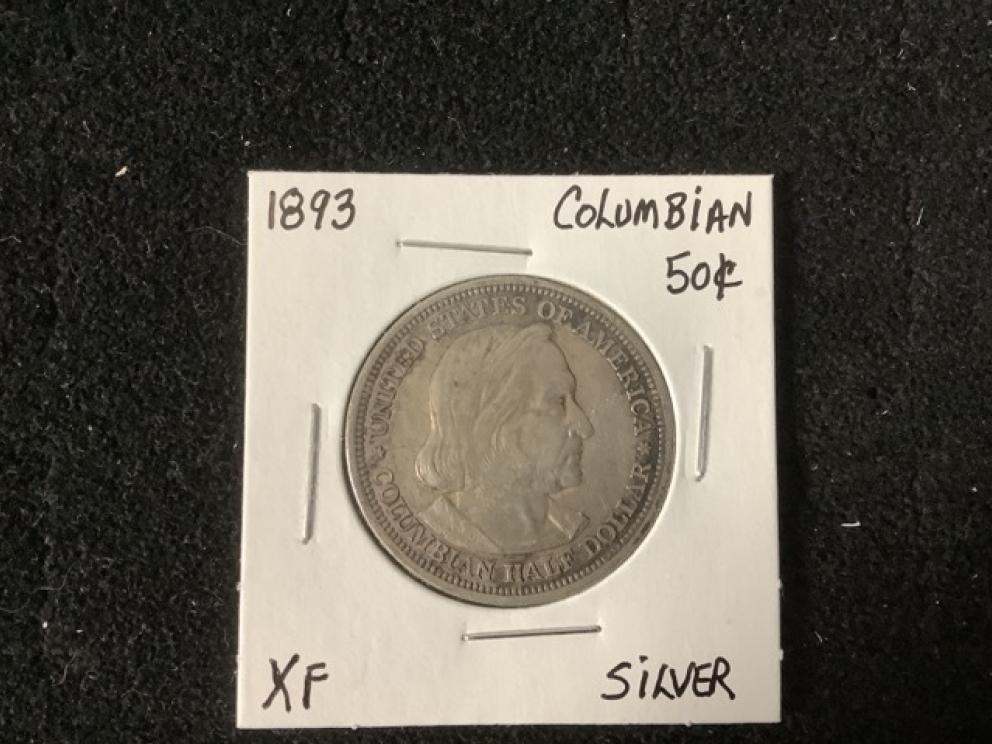 1893 COLUMBIAN
50¢
UNITED STATES OF AMERICA
COLUMBIAN HALF DOLLAR
XF SILVER